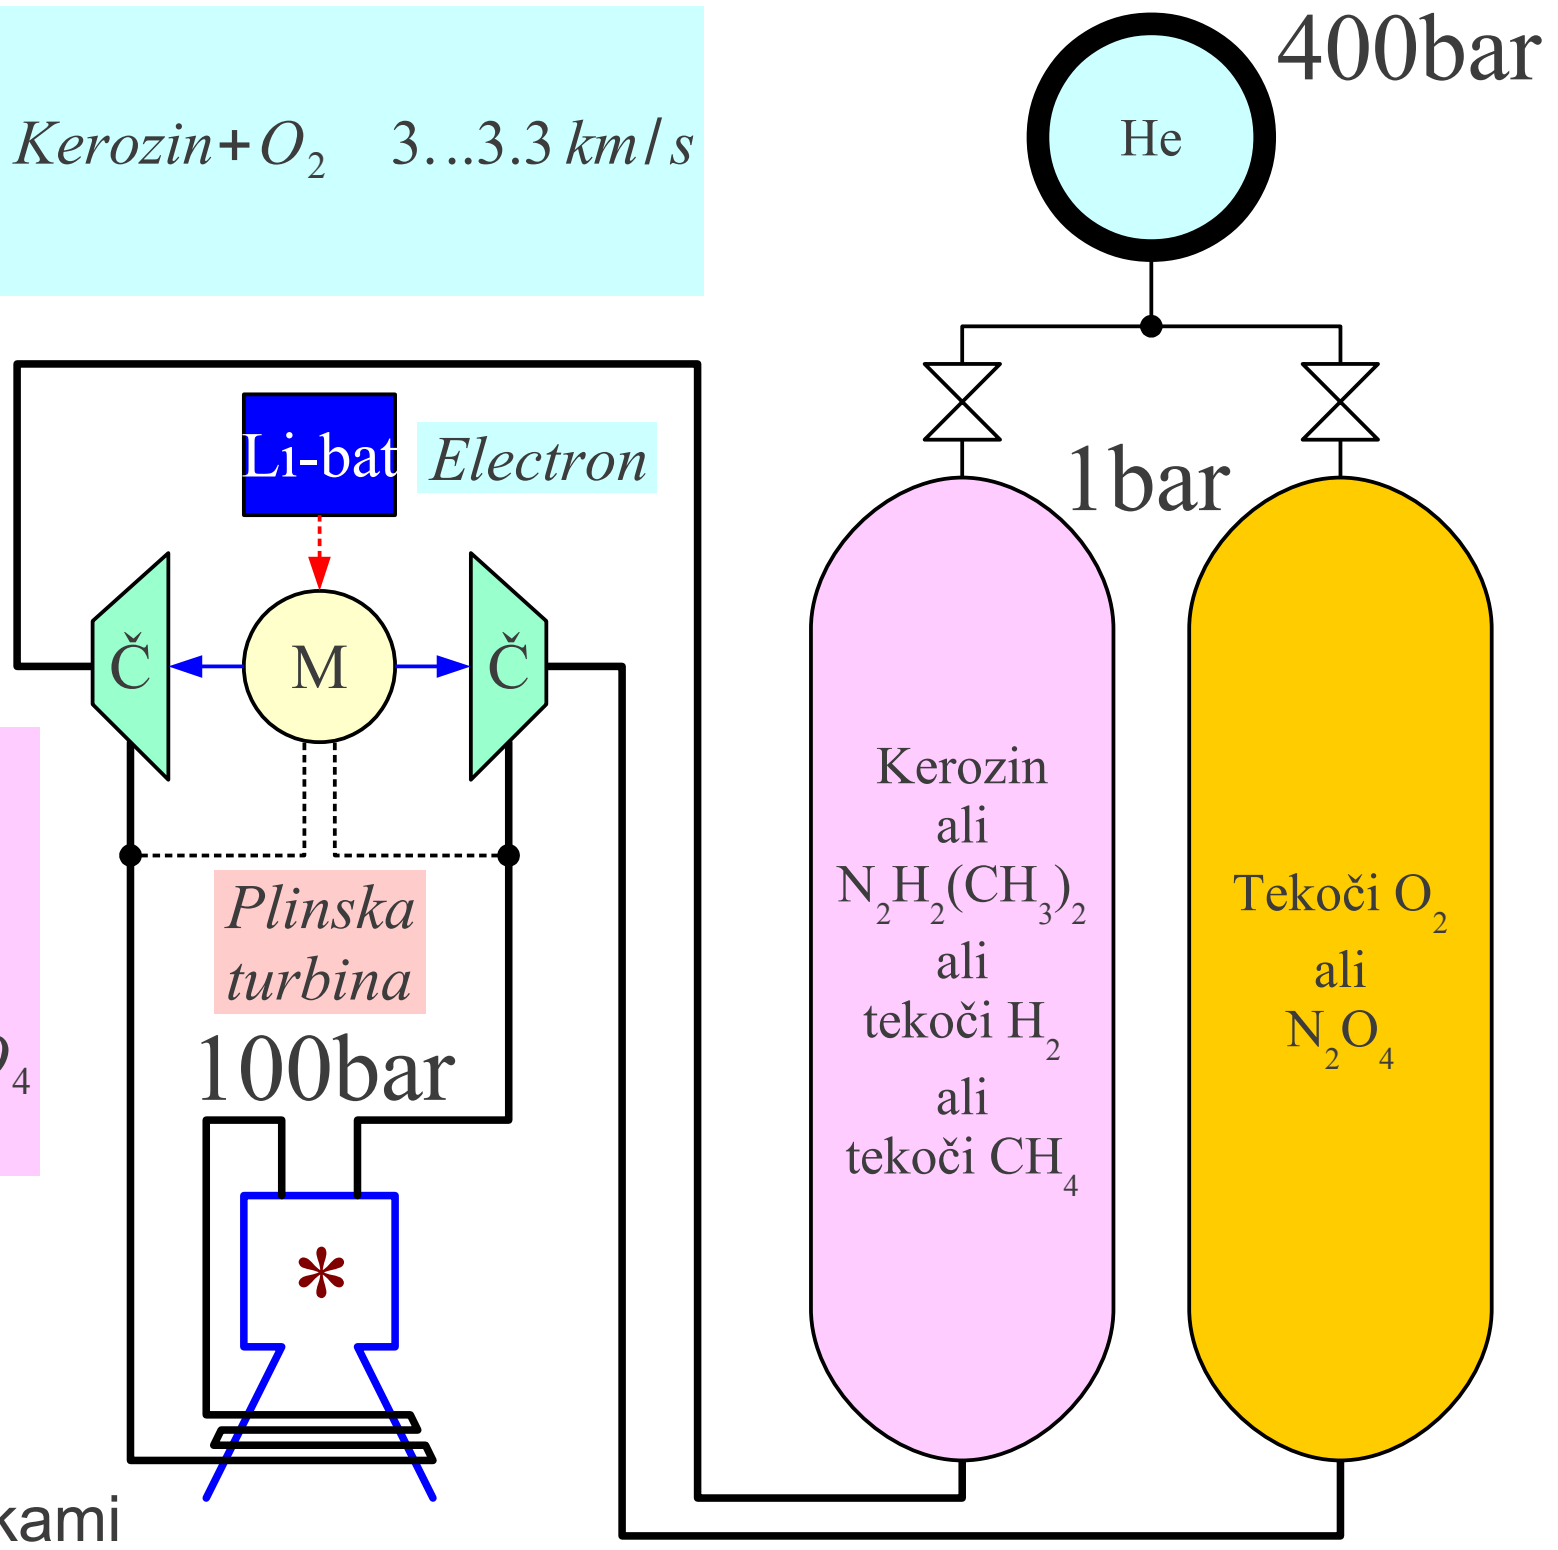 400bar
He
Kerozin+O₂ 3...3.3 km/s
Li-bat
Electron
1bar
Č
M
Č
Kerozin
ali
N₂H₂(CH₃)₂
ali
tekoči H₂
ali
tekoči CH₄
Tekoči O₂
ali
N₂O₄
Plinska
turbina
100bar
*
₄
kami